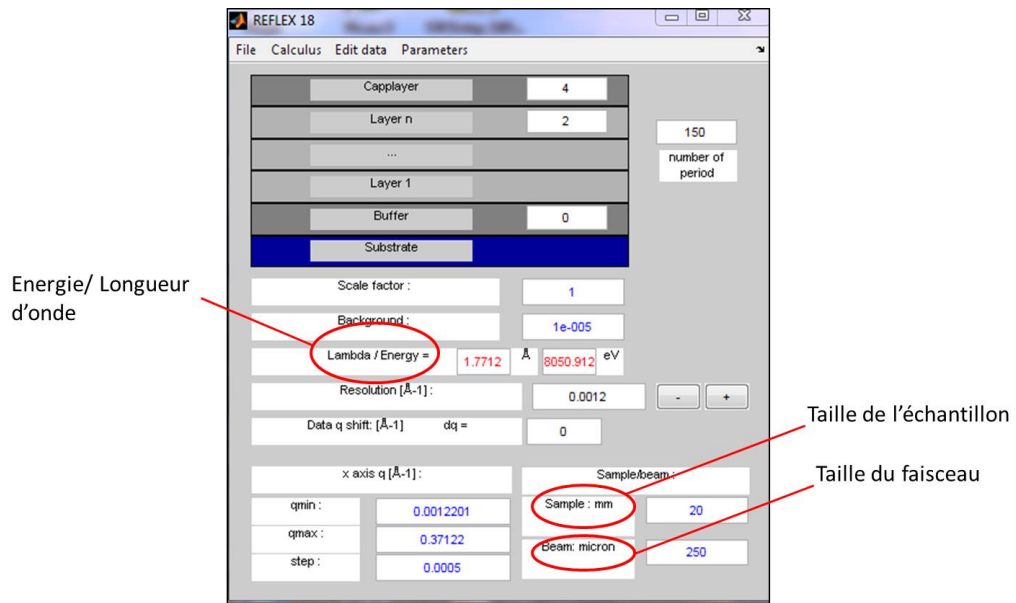 REFLEX 18
File Calculus Edit data Parameters
Capplayer 4
Layer n 2
150
...
number of
period
Layer 1
Buffer 0
Substrate
Energie/ Longueur
d'onde
Scale factor : 1
Background : 1e-005
Lambda / Energy = 1.7712 Å 8050.912 eV
Resolution [Å-1] : 0.0012 - +
Data q shift: [Å-1] dq = 0
Taille de l'échantillon
Taille du faisceau
x axis q [Å-1] :
qmin : 0.0012201
qmax : 0.37122
step : 0.0005
Sample/beam :
Sample : mm 20
Beam: micron 250